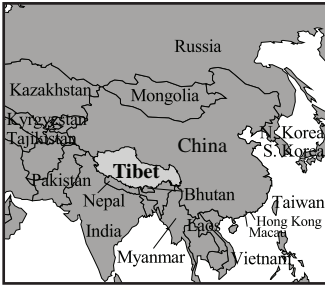 Russia
Kazakhstan
Mongolia
Kyrgyzstan
Tajikistan
China
N. Korea
S. Korea
Pakistan
Tibet
Nepal
Bhutan
India
Laos
Taiwan
Hong Kong
Macau
Myanmar
Vietnam